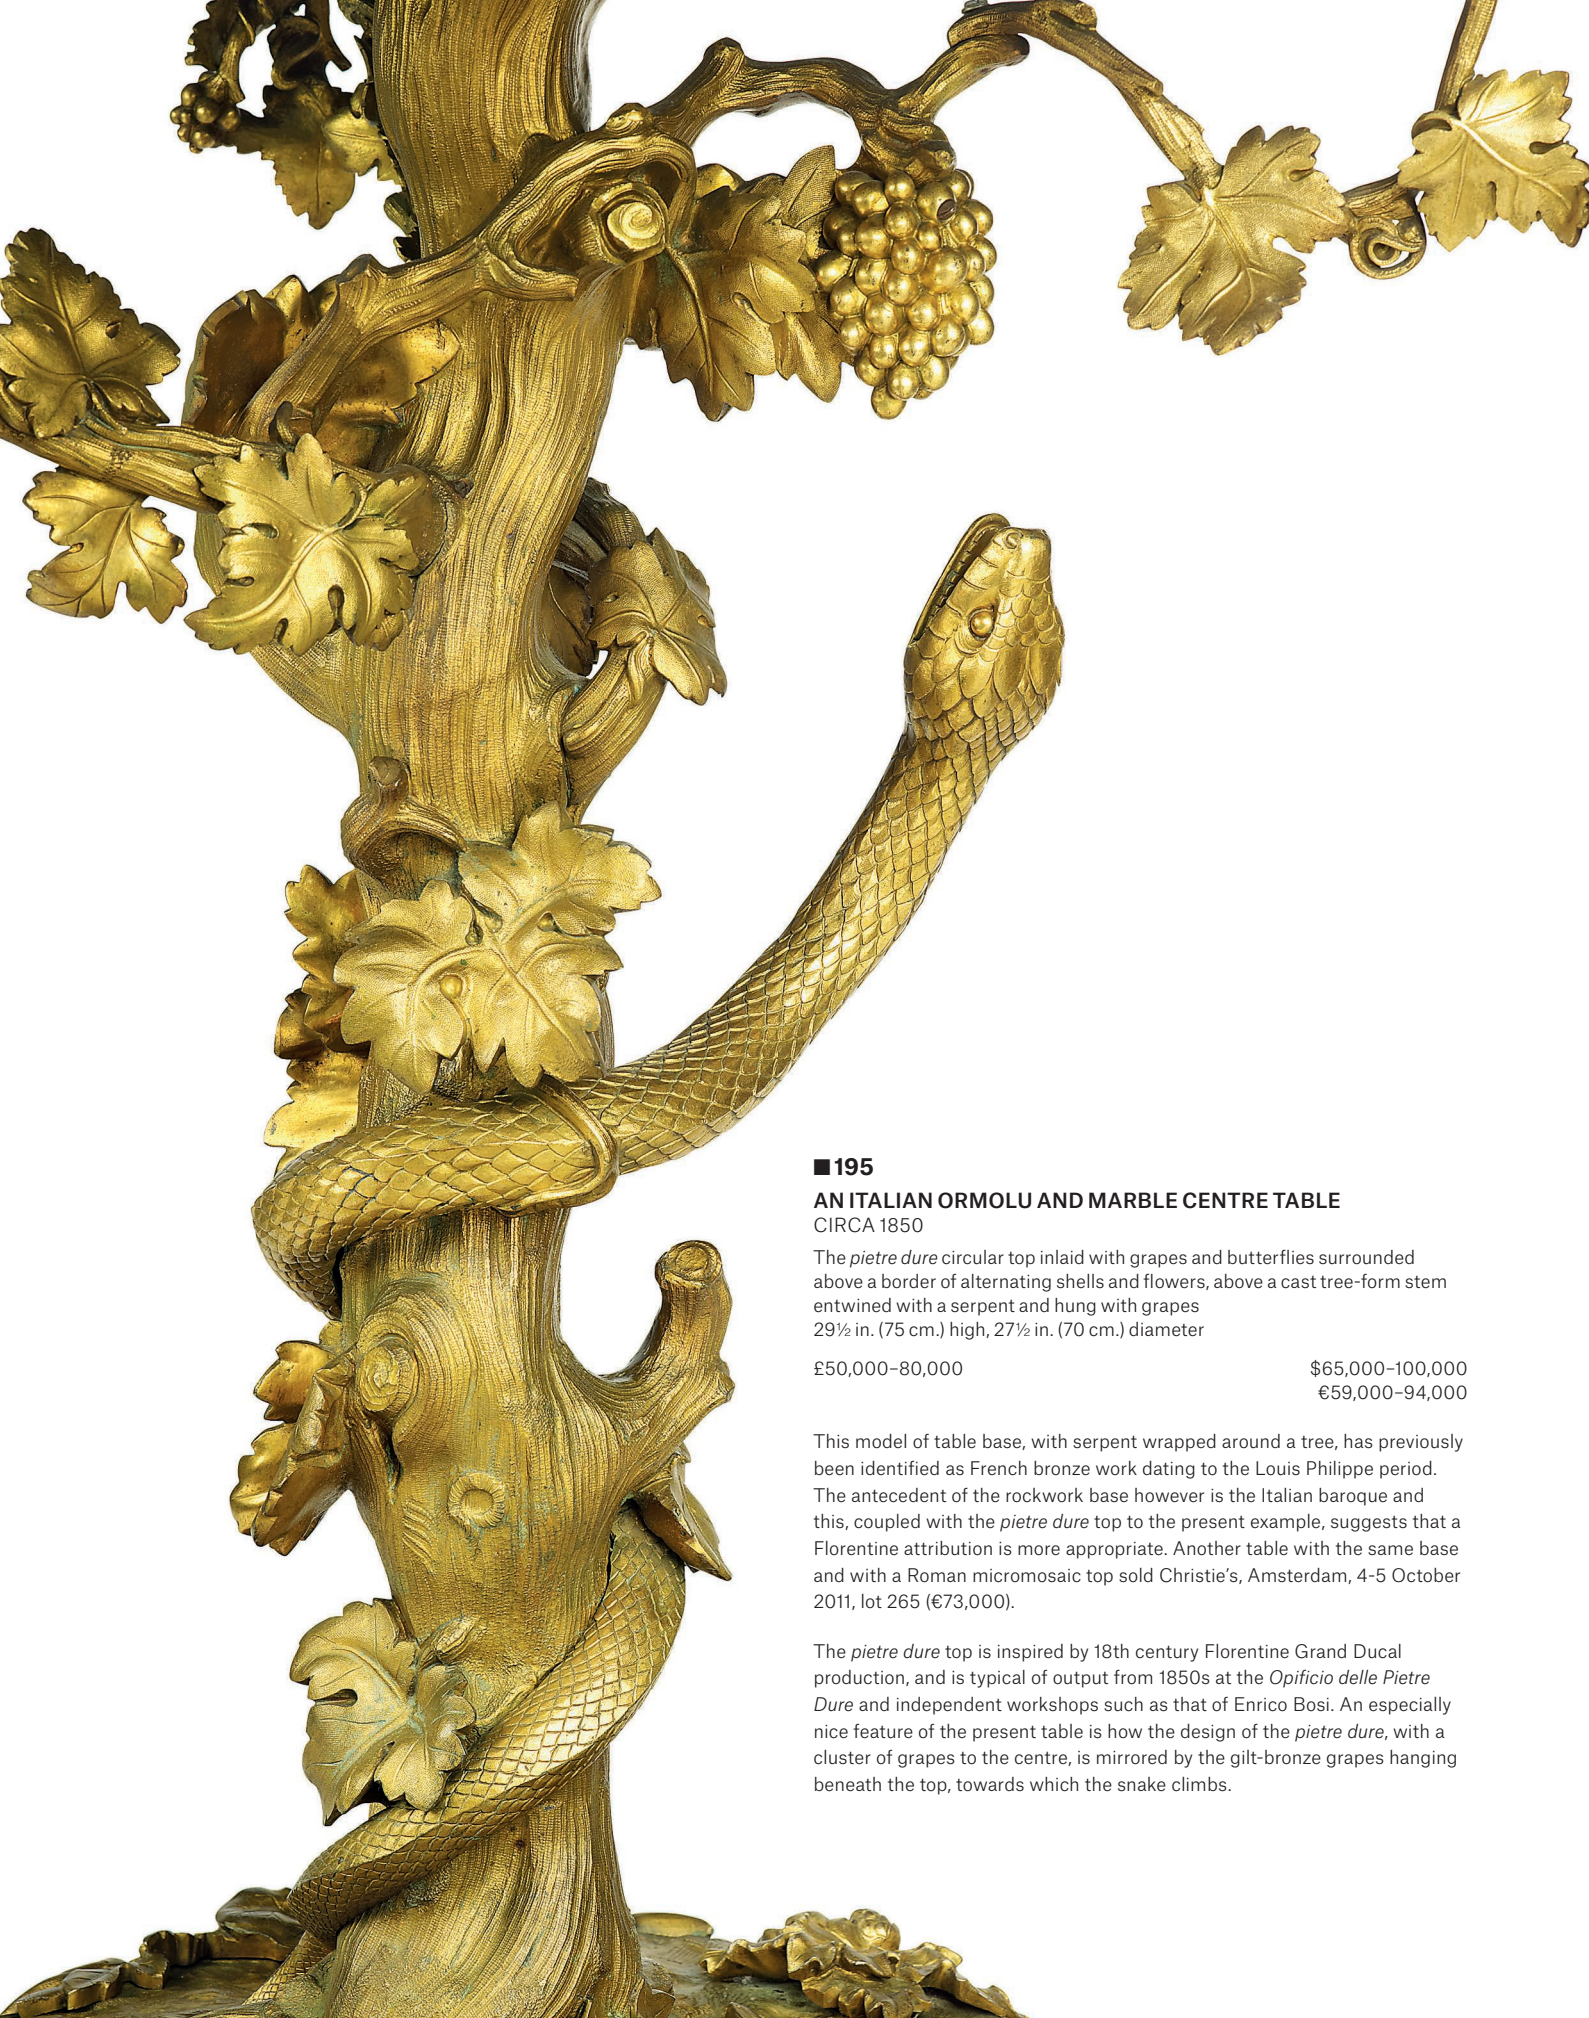 ■195
AN ITALIAN ORMOLU AND MARBLE CENTRE TABLE
CIRCA 1850
The pietre dure circular top inlaid with grapes and butterflies surrounded
above a border of alternating shells and flowers, above a cast tree-form stem
entwined with a serpent and hung with grapes
29½ in. (75 cm.) high, 27½ in. (70 cm.) diameter
£50,000–80,000 $65,000–100,000
€59,000–94,000
This model of table base, with serpent wrapped around a tree, has previously
been identified as French bronze work dating to the Louis Philippe period.
The antecedent of the rockwork base however is the Italian baroque and
this, coupled with the pietre dure top to the present example, suggests that a
Florentine attribution is more appropriate. Another table with the same base
and with a Roman micromosaic top sold Christie’s, Amsterdam, 4-5 October
2011, lot 265 (€73,000).
The pietre dure top is inspired by 18th century Florentine Grand Ducal
production, and is typical of output from 1850s at the Opificio delle Pietre
Dure and independent workshops such as that of Enrico Bosi. An especially
nice feature of the present table is how the design of the pietre dure, with a
cluster of grapes to the centre, is mirrored by the gilt-bronze grapes hanging
beneath the top, towards which the snake climbs.